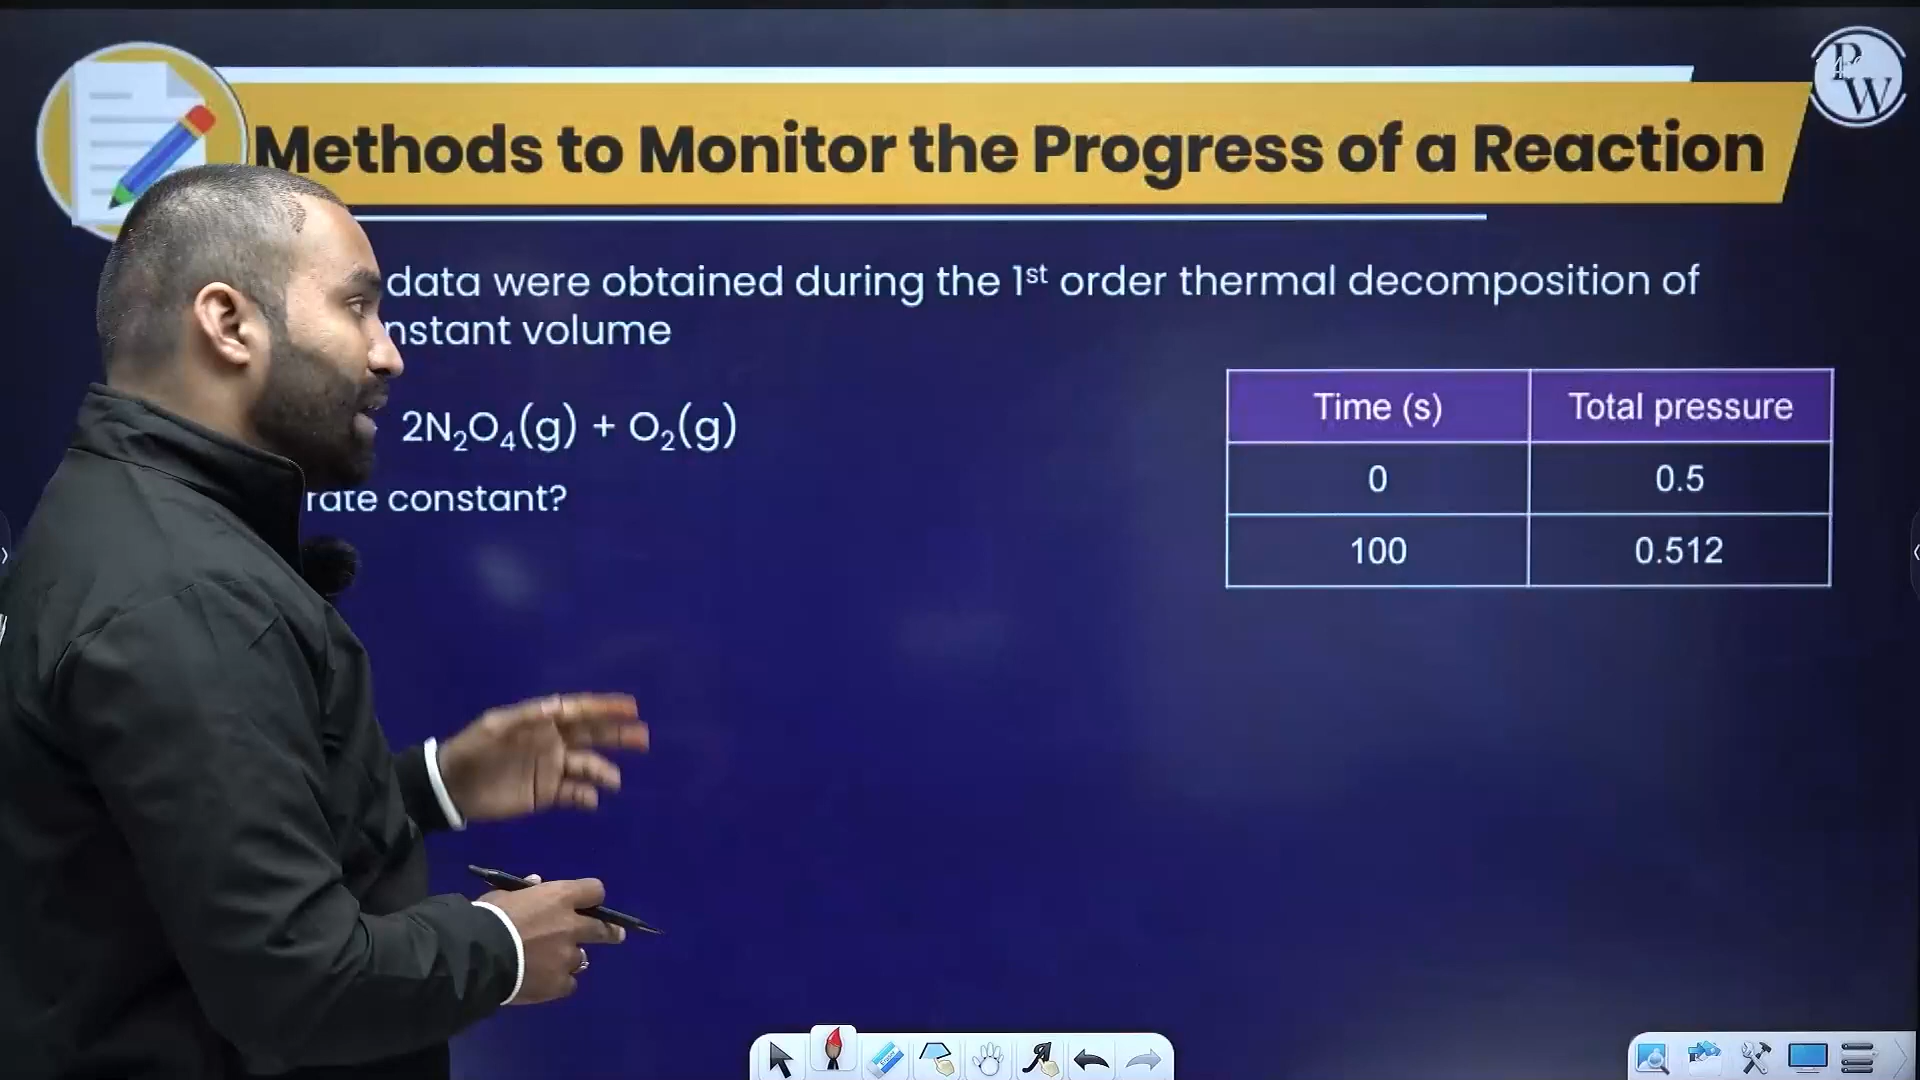 PW
Methods to Monitor the Progress of a Reaction
data were obtained during the 1st order thermal decomposition of
nstant volume
2N₂O₄(g) + O₂(g)
rate constant?
Time (s) Total pressure
0 0.5
100 0.512